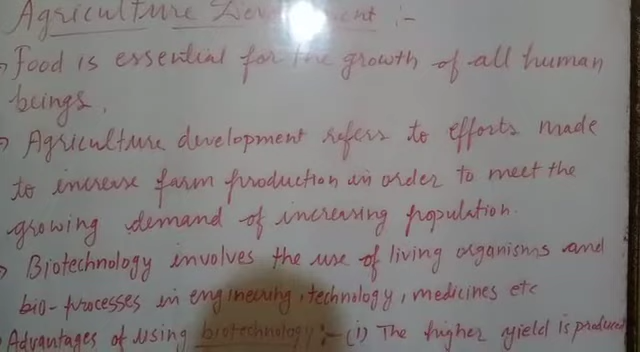 Agriculture Development :-
→ Food is essential for the growth of all human
beings.
→ Agriculture development refers to efforts made
to increase farm production in order to meet the
growing demand of increasing population.
→ Biotechnology involves the use of living organisms and
bio-processes in engineering, technology, medicines etc
Advantages of using biotechnology :- (i) The higher yield is produced